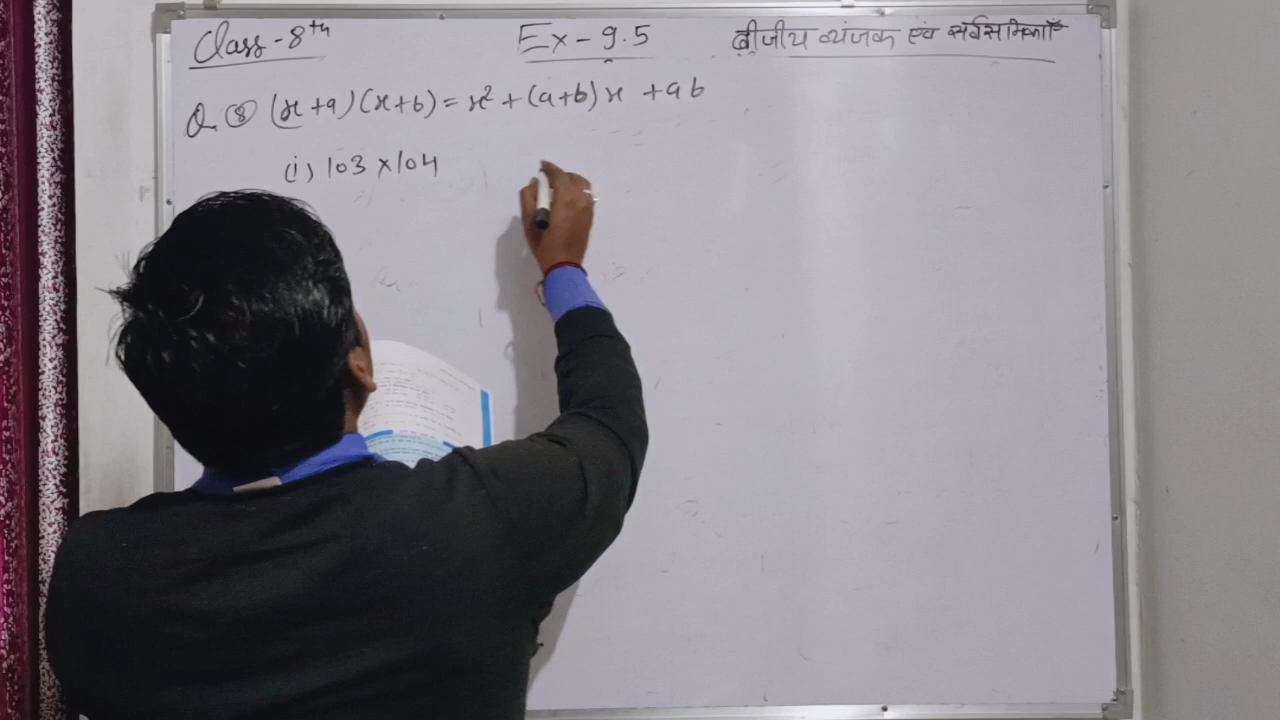 Class-8th Ex-9.5 बीजीय व्यंजक एवं सर्वसमिकाएँ
Q. ⑧ (x+a)(x+b) = x² + (a+b)x + ab
(i) 103 x 104